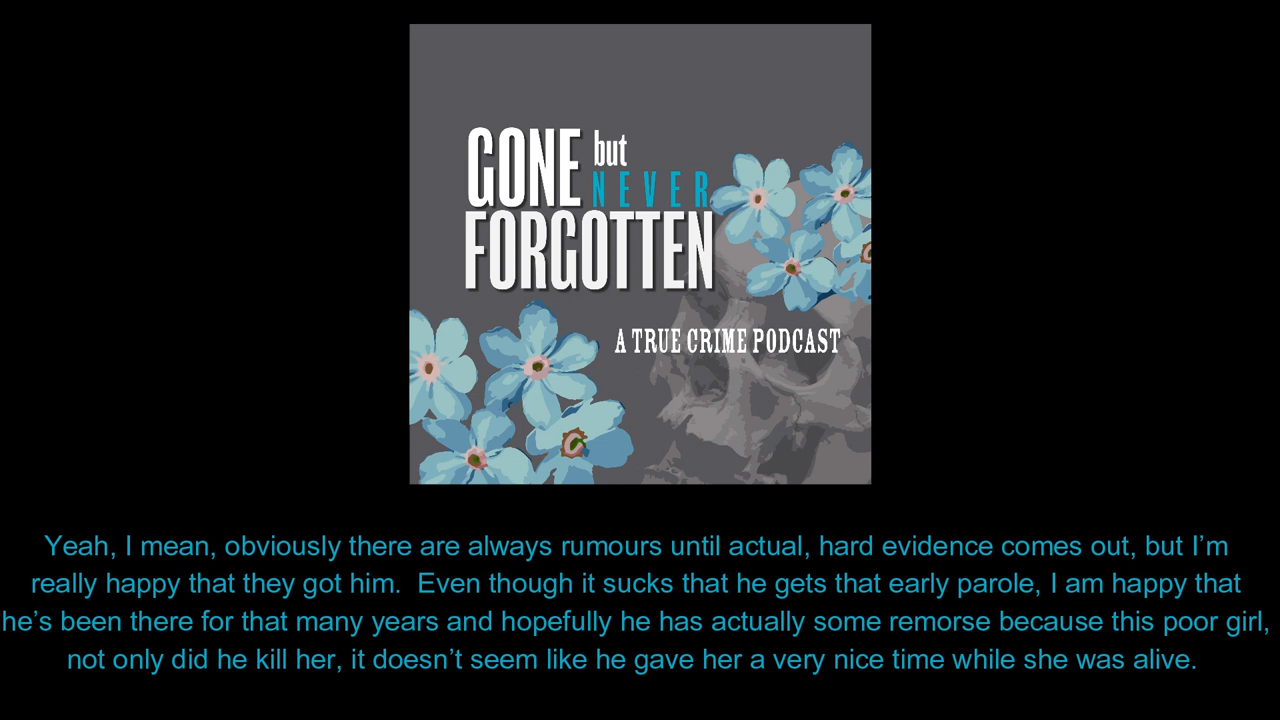 GONE but
NEVER
FORGOTTEN
A TRUE CRIME PODCAST
Yeah, I mean, obviously there are always rumours until actual, hard evidence comes out, but I’m
really happy that they got him.  Even though it sucks that he gets that early parole, I am happy that
he’s been there for that many years and hopefully he has actually some remorse because this poor girl,
not only did he kill her, it doesn’t seem like he gave her a very nice time while she was alive.